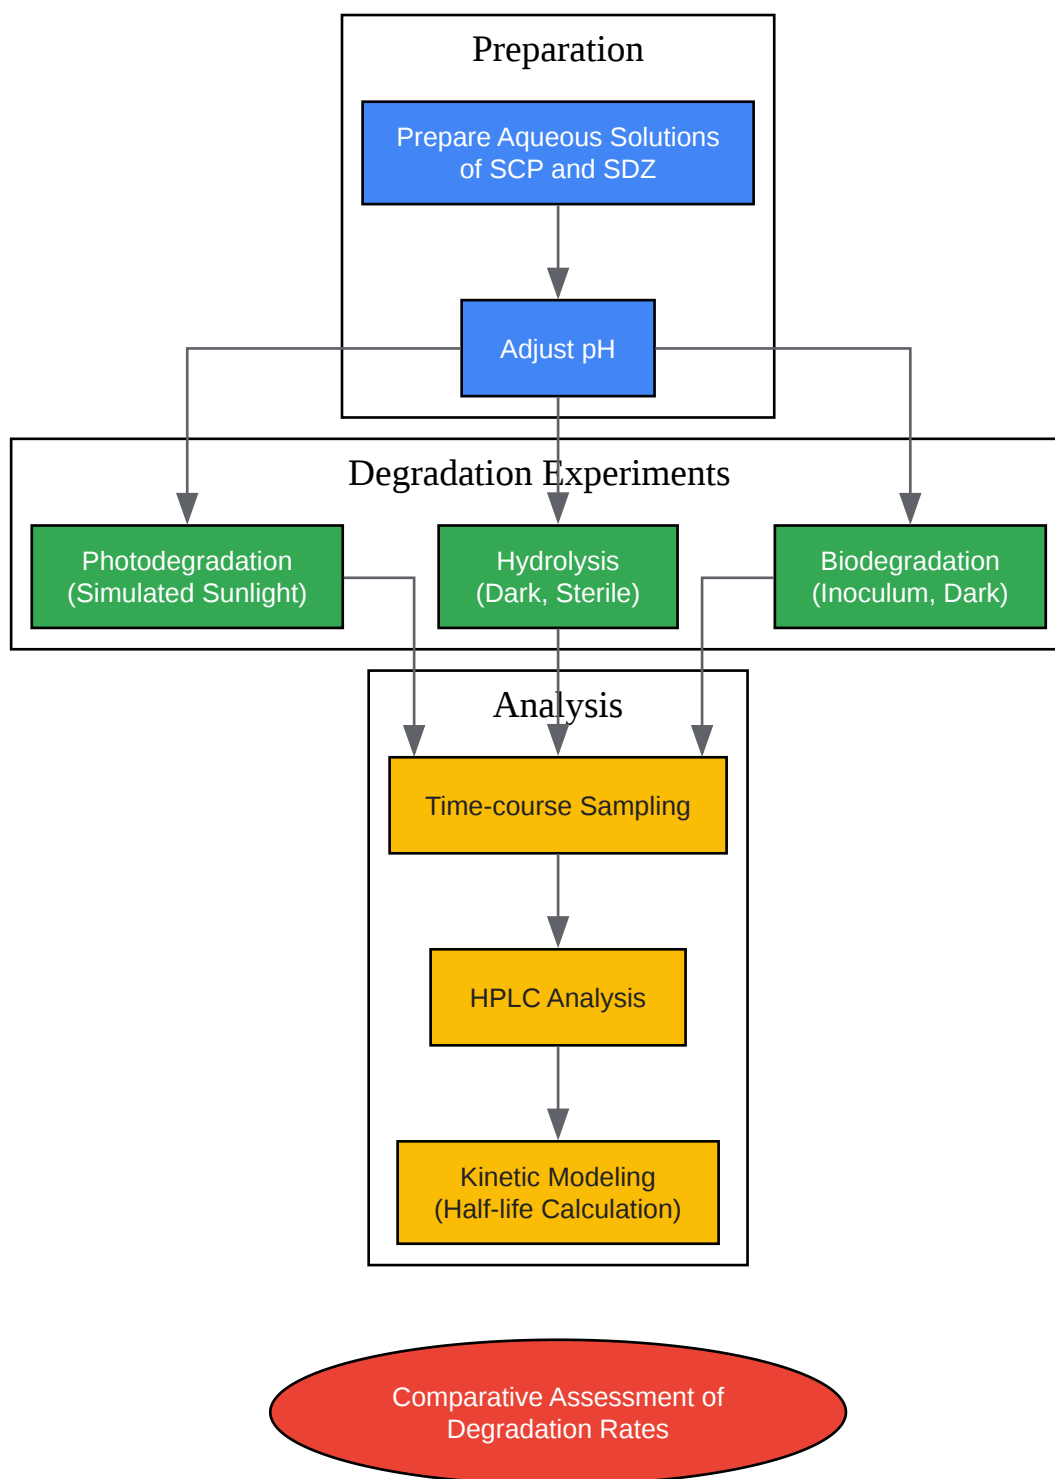 Preparation
Prepare Aqueous Solutions
of SCP and SDZ
Adjust pH
Degradation Experiments
Photodegradation
(Simulated Sunlight)
Hydrolysis
(Dark, Sterile)
Biodegradation
(Inoculum, Dark)
Analysis
Time-course Sampling
HPLC Analysis
Kinetic Modeling
(Half-life Calculation)
Comparative Assessment of
Degradation Rates